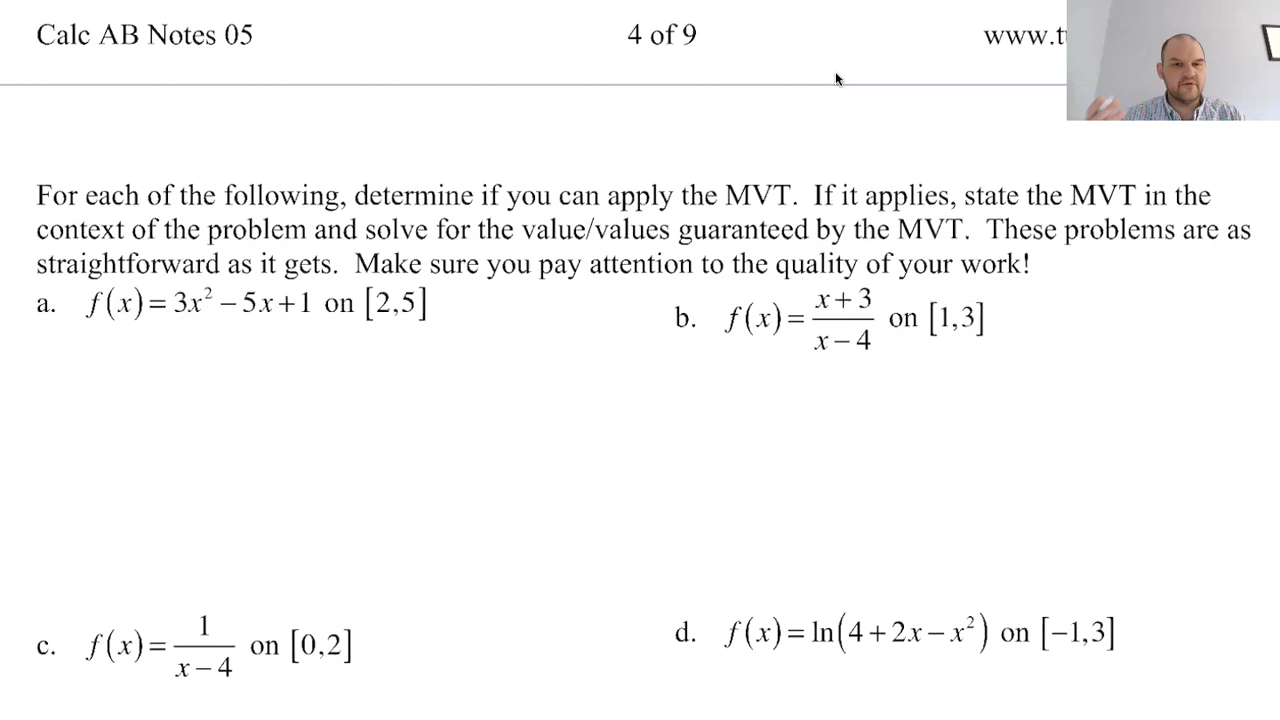 Calc AB Notes 05 4 of 9 www.t
For each of the following, determine if you can apply the MVT. If it applies, state the MVT in the
context of the problem and solve for the value/values guaranteed by the MVT. These problems are as
straightforward as it gets. Make sure you pay attention to the quality of your work!
a. f(x) = 3x² − 5x + 1 on [2,5]
b. f(x) = (x + 3)/(x − 4) on [1,3]
c. f(x) = 1/(x − 4) on [0,2]
d. f(x) = ln(4 + 2x − x²) on [−1,3]